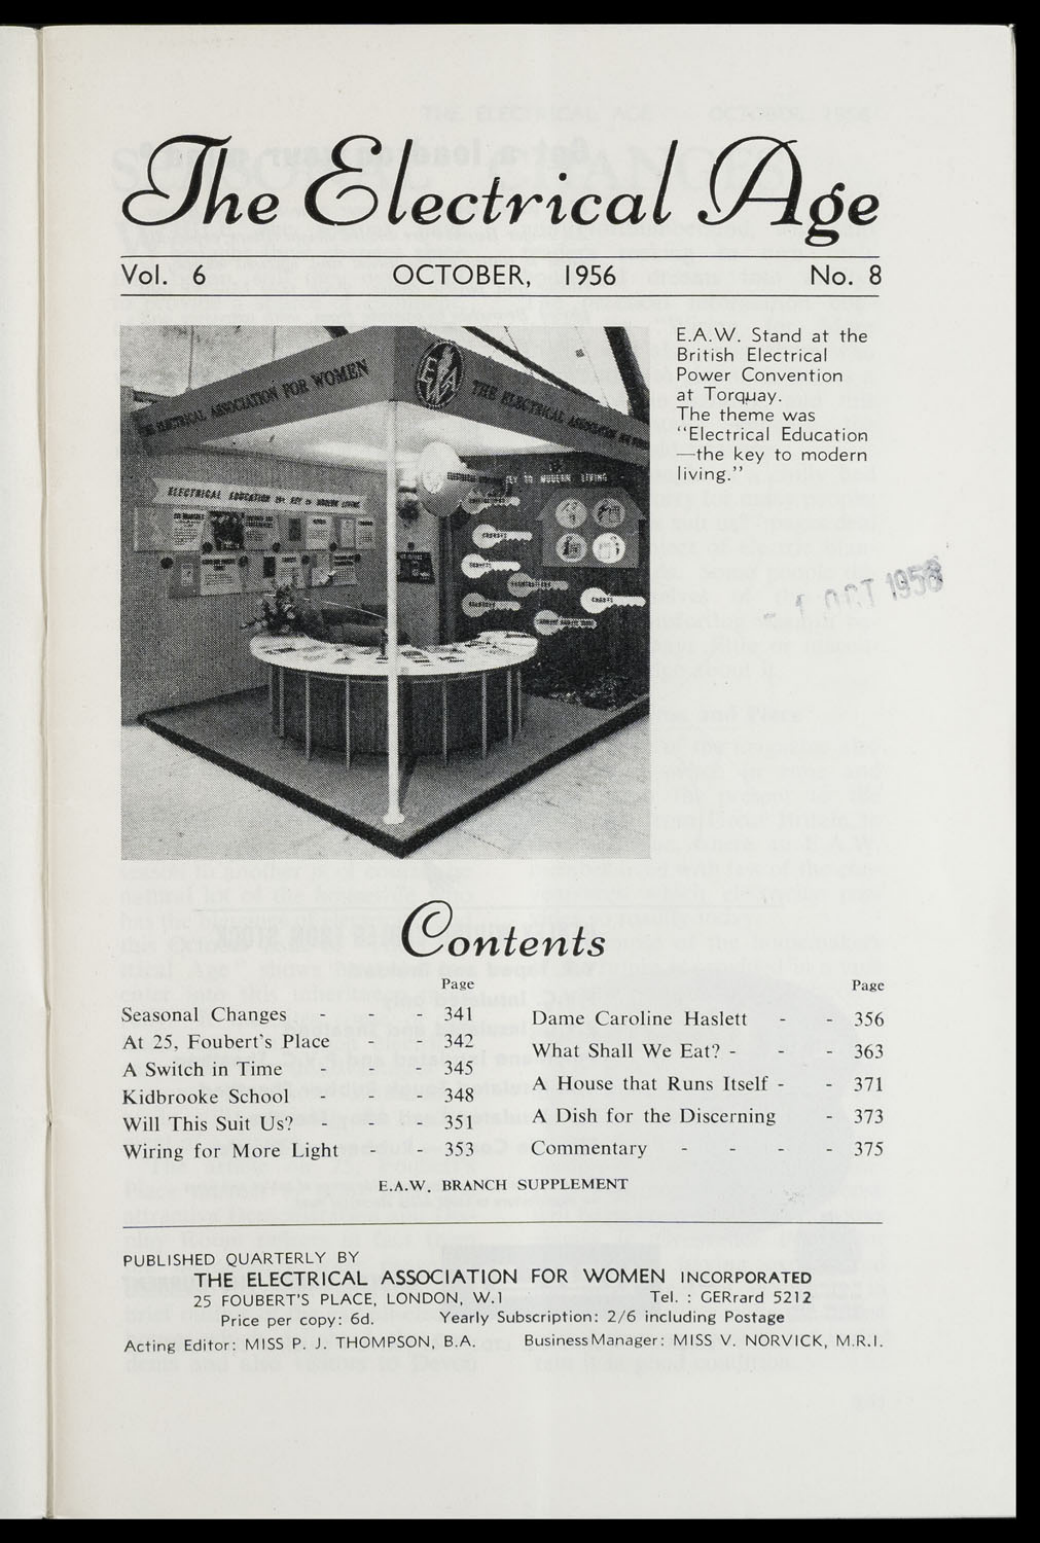 The Electrical Age
Vol. 6 OCTOBER, 1956 No. 8
THE ELECTRICAL ASSOCIATION FOR WOMEN
EAW
THE ELECTRICAL ASSOCIATION FOR
ELECTRICAL EDUCATION the KEY to MODERN LIVING
KEY TO MODERN LIVING
E.A.W. Stand at the
British Electrical
Power Convention
at Torquay.
The theme was
“Electrical Education
—the key to modern
living.”
- 1 OCT 1956
Contents
Page
Seasonal Changes - - - 341
At 25, Foubert's Place - - 342
A Switch in Time - - - 345
Kidbrooke School - - - 348
Will This Suit Us? - - - 351
Wiring for More Light - - 353
Page
Dame Caroline Haslett - - 356
What Shall We Eat? - - - 363
A House that Runs Itself - - 371
A Dish for the Discerning - 373
Commentary - - - - 375
E.A.W. BRANCH SUPPLEMENT
PUBLISHED QUARTERLY BY
THE ELECTRICAL ASSOCIATION FOR WOMEN INCORPORATED
25 FOUBERT'S PLACE, LONDON, W.1 Tel. : GERrard 5212
Price per copy: 6d. Yearly Subscription: 2/6 including Postage
Acting Editor: MISS P. J. THOMPSON, B.A. Business Manager: MISS V. NORVICK, M.R.I.